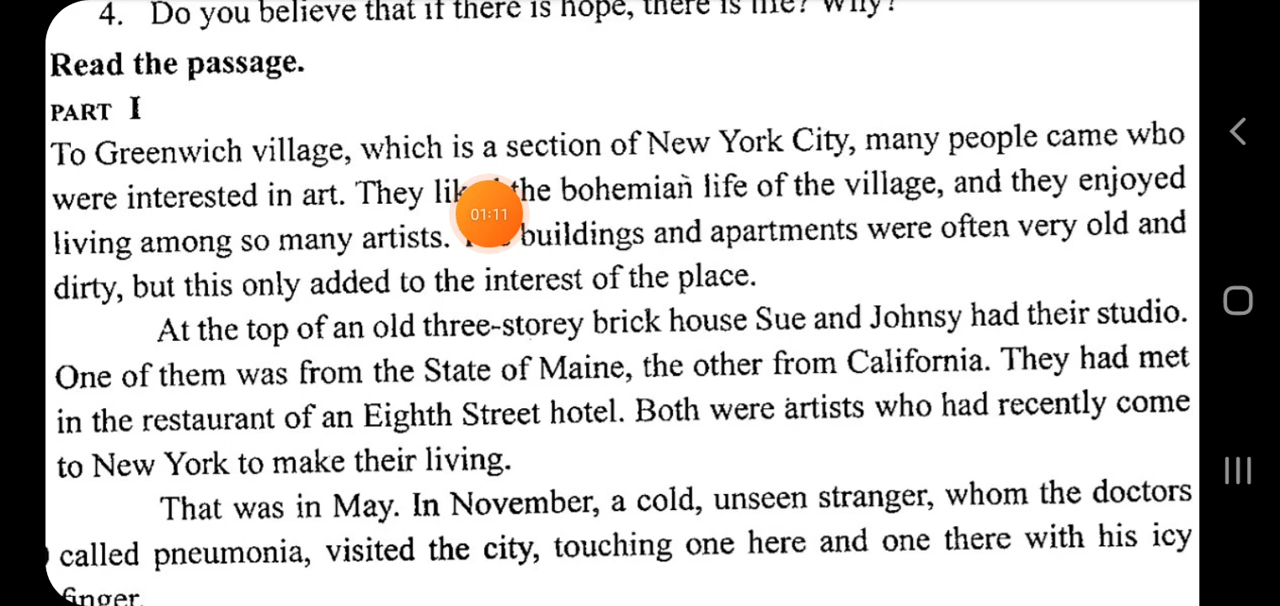 4. Do you believe that if there is hope, there is life? Why?
Read the passage.
PART I
To Greenwich village, which is a section of New York City, many people came who
were interested in art. They the bohemian life of the village, and they enjoyed
living among so many artists. buildings and apartments were often very old and
dirty, but this only added to the interest of the place.
At the top of an old three-storey brick house Sue and Johnsy had their studio.
One of them was from the State of Maine, the other from California. They had met
in the restaurant of an Eighth Street hotel. Both were artists who had recently come
to New York to make their living.
That was in May. In November, a cold, unseen stranger, whom the doctors
called pneumonia, visited the city, touching one here and one there with his icy
finger.
01:11